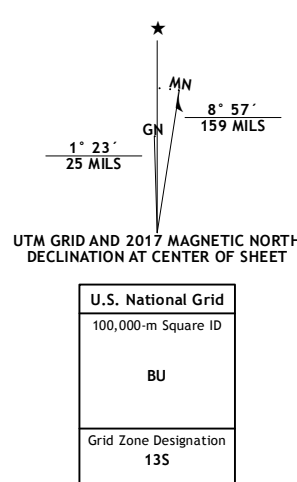 ★
MN
8° 57´
159 MILS
GN
1° 23´
25 MILS
UTM GRID AND 2017 MAGNETIC NORTH
DECLINATION AT CENTER OF SHEET
U.S. National Grid
100,000-m Square ID
BU
Grid Zone Designation
13S